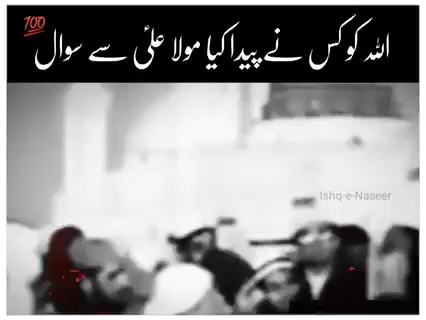 💯
اللہ کو کس نے پیدا کیا مولا علیؑ سے سوال
Ishq-e-Naseer